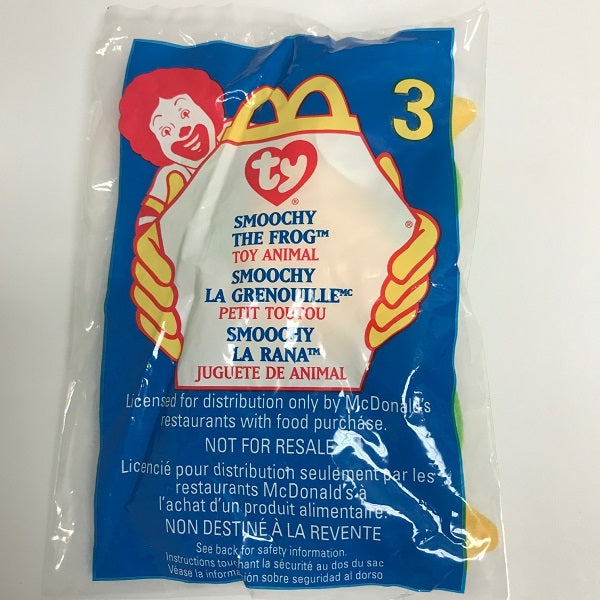 3
ty®
SMOOCHY
THE FROG™
TOY ANIMAL
SMOOCHY
LA GRENOUILLE MC
PETIT TOUTOU
SMOOCHY
LA RANA™
JUGUETE DE ANIMAL
®
Licensed for distribution only by McDonald's
restaurants with food purchase.
NOT FOR RESALE
Licencié pour distribution seulement par les
restaurants McDonald's à
l'achat d'un produit alimentaire.
NON DESTINÉ À LA REVENTE
See back for safety information.
Instructions touchant la sécurité au dos du sac
Véase la información sobre seguridad al dorso